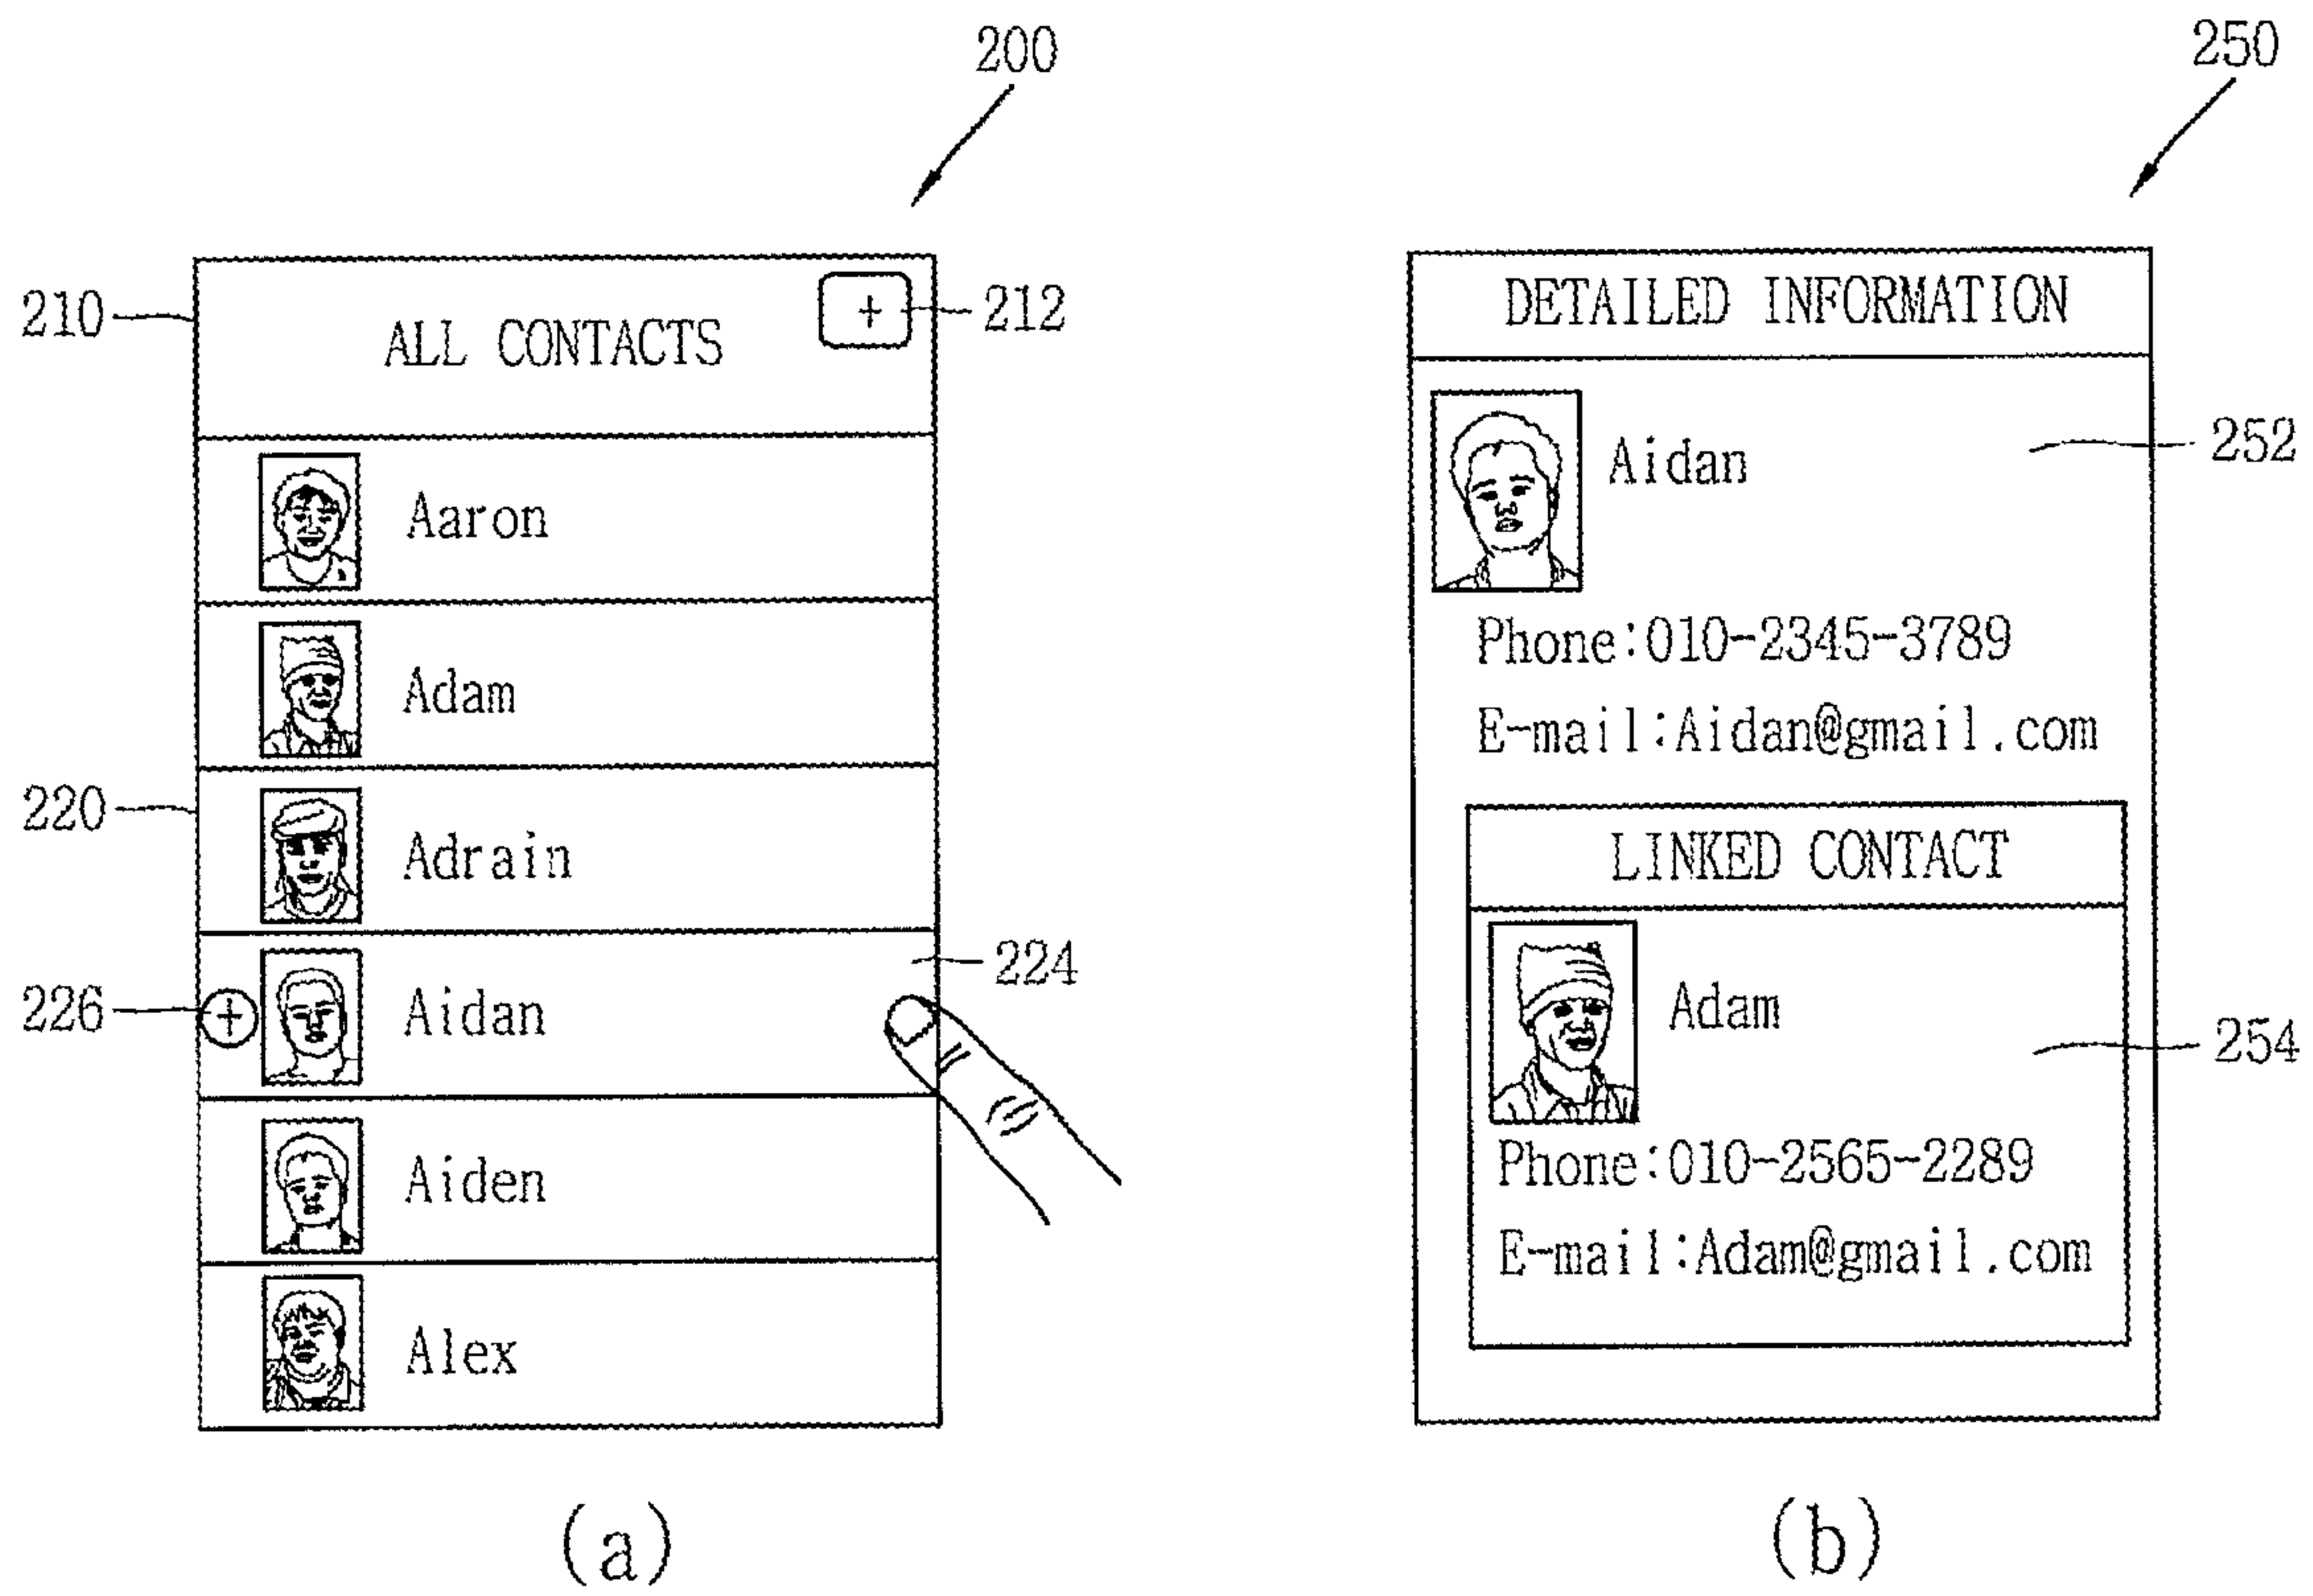 200
210
ALL CONTACTS
+
212
Aaron
Adam
220
Adrain
224
226
+
Aidan
Aiden
Alex
(a)
250
DETAILED INFORMATION
Aidan
252
Phone:010-2345-3789
E-mail:Aidan@gmail.com
LINKED CONTACT
Adam
254
Phone:010-2565-2289
E-mail:Adam@gmail.com
(b)